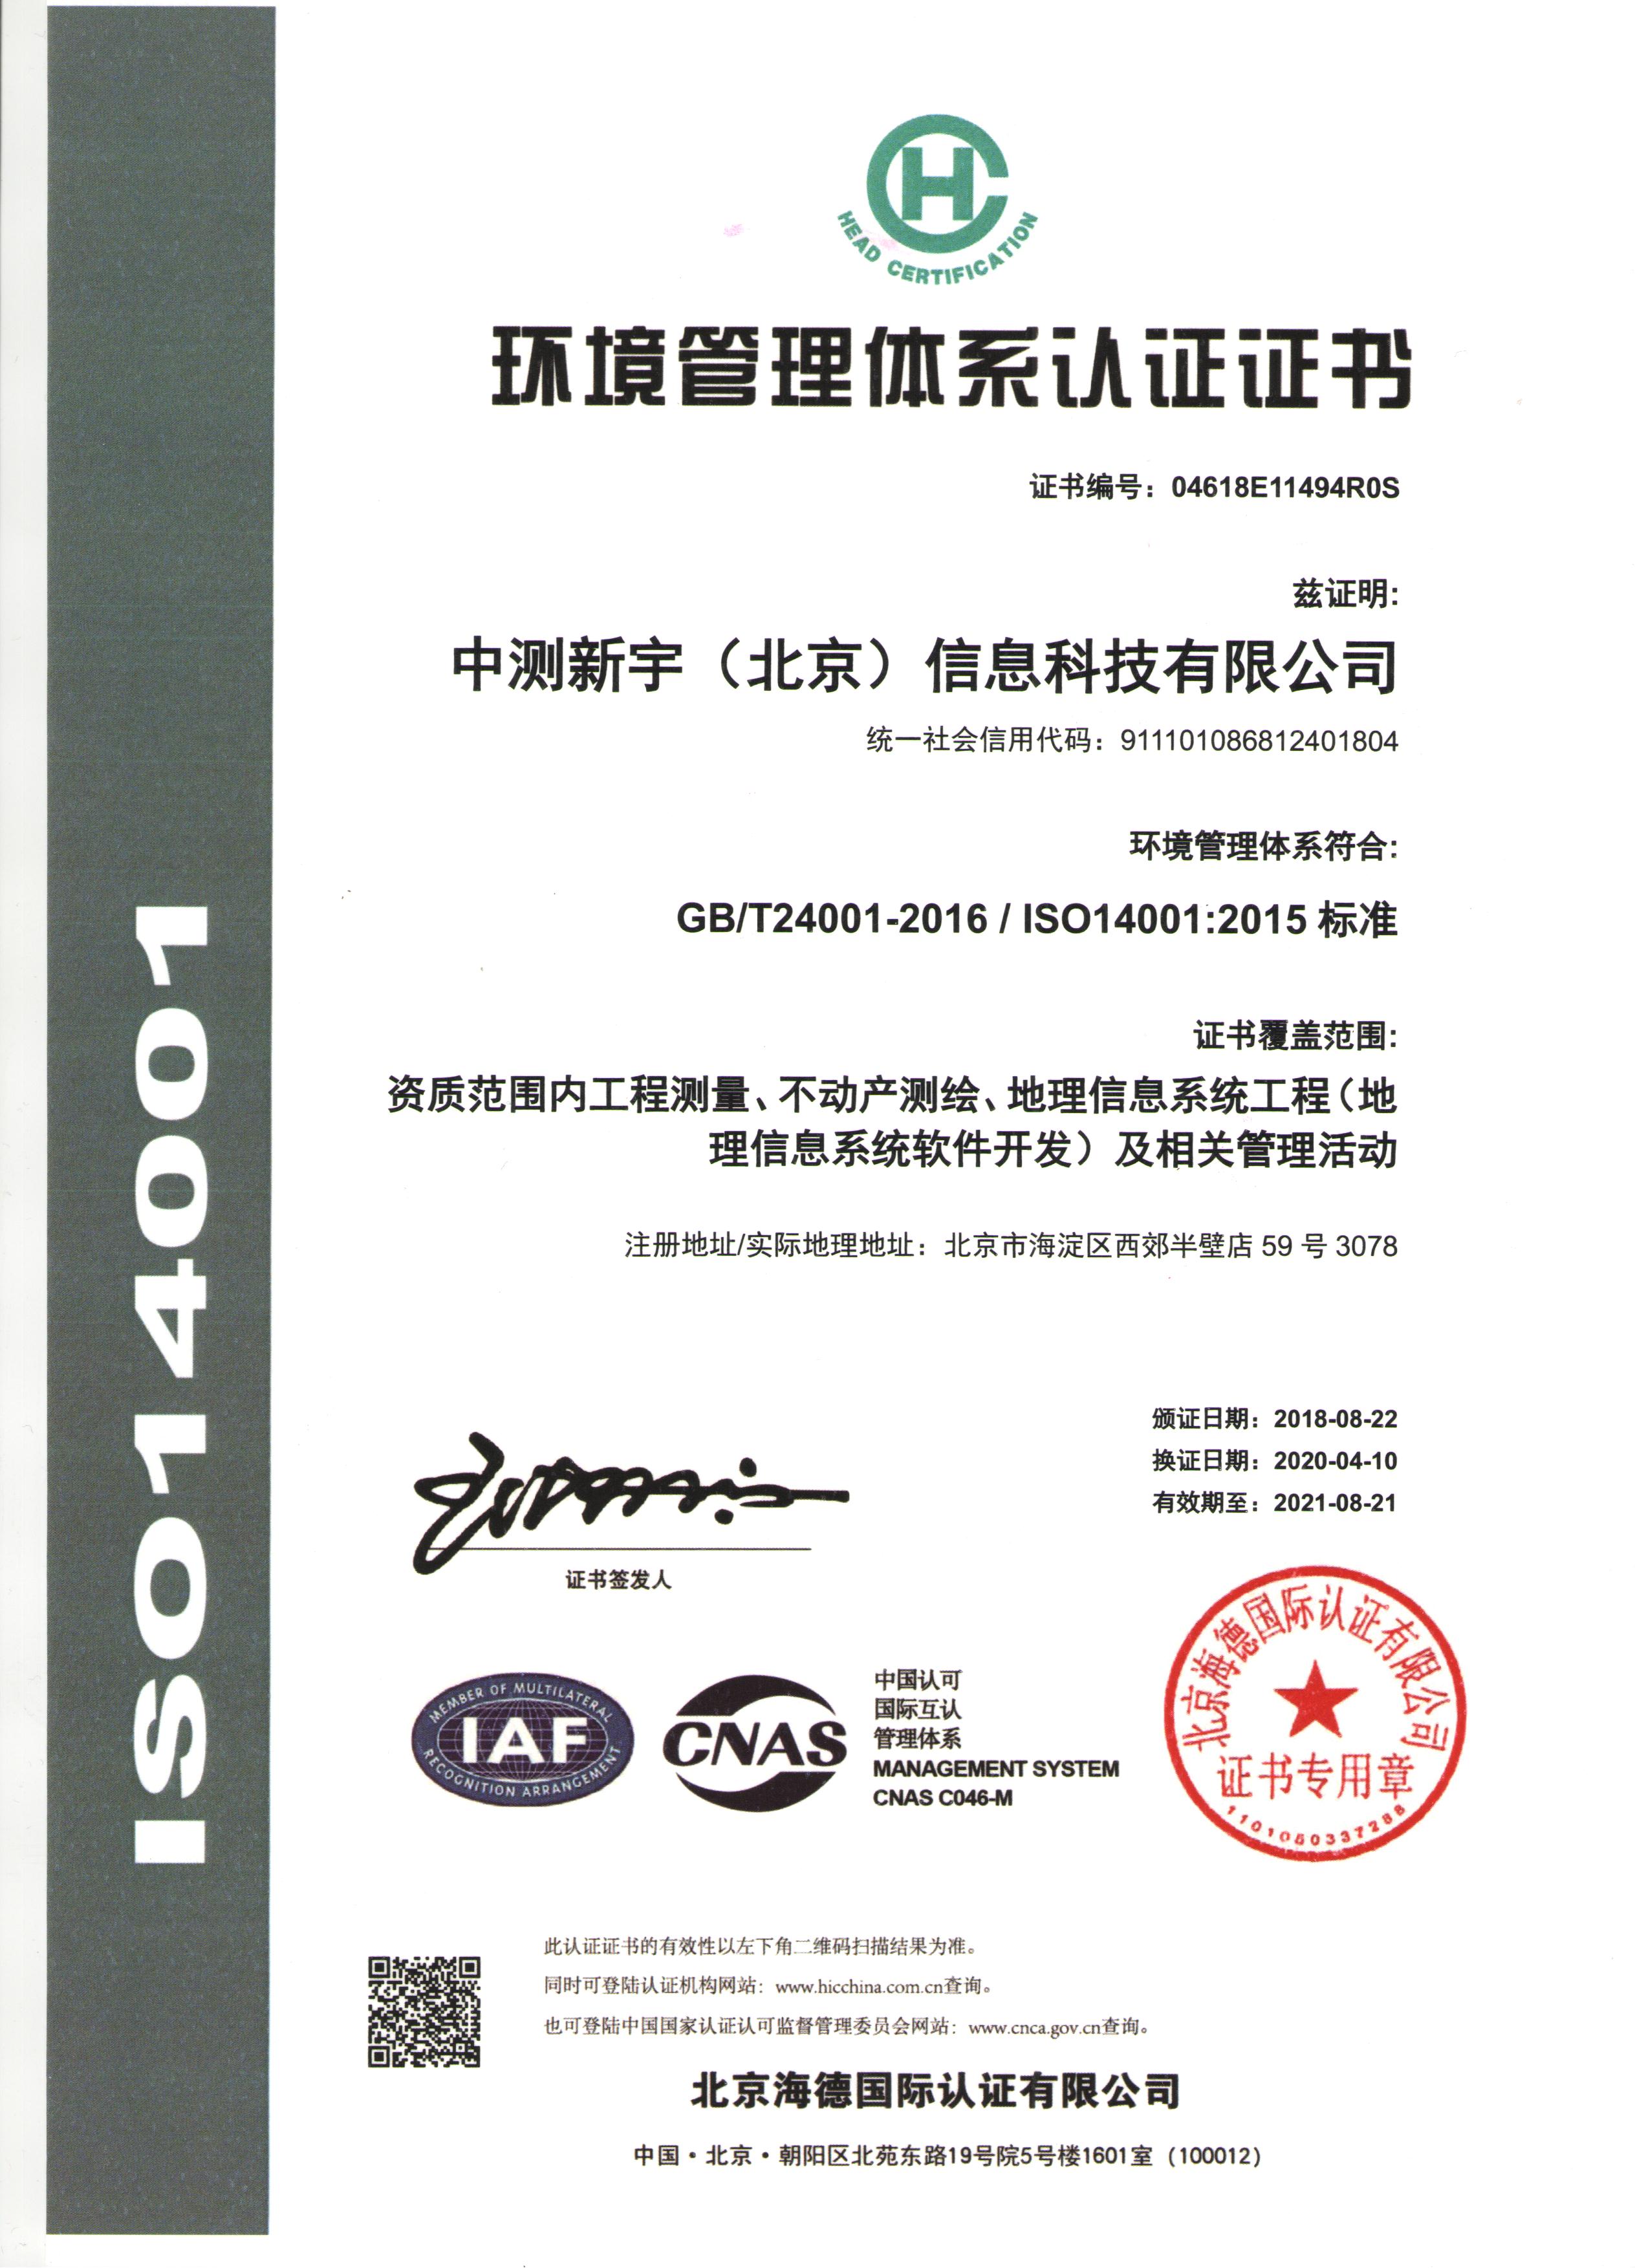 HEAD CERTIFICATION
环境管理体系认证证书
证书编号：04618E11494R0S
兹证明:
中测新宇（北京）信息科技有限公司
统一社会信用代码：911101086812401804
环境管理体系符合:
GB/T24001-2016 / ISO14001:2015 标准
证书覆盖范围:
资质范围内工程测量、不动产测绘、地理信息系统工程（地
理信息系统软件开发）及相关管理活动
注册地址/实际地理地址：北京市海淀区西郊半壁店 59 号 3078
颁证日期：2018-08-22
换证日期：2020-04-10
有效期至：2021-08-21
证书签发人
MEMBER OF MULTILATERAL
IAF
RECOGNITION ARRANGEMENT
CNAS
中国认可
国际互认
管理体系
MANAGEMENT SYSTEM
CNAS C046-M
北京海德国际认证有限公司
证书专用章
1101050337288
此认证证书的有效性以左下角二维码扫描结果为准。
同时可登陆认证机构网站：www.hicchina.com.cn查询。
也可登陆中国国家认证认可监督管理委员会网站：www.cnca.gov.cn查询。
北京海德国际认证有限公司
中国·北京·朝阳区北苑东路19号院5号楼1601室（100012）
ISO14001